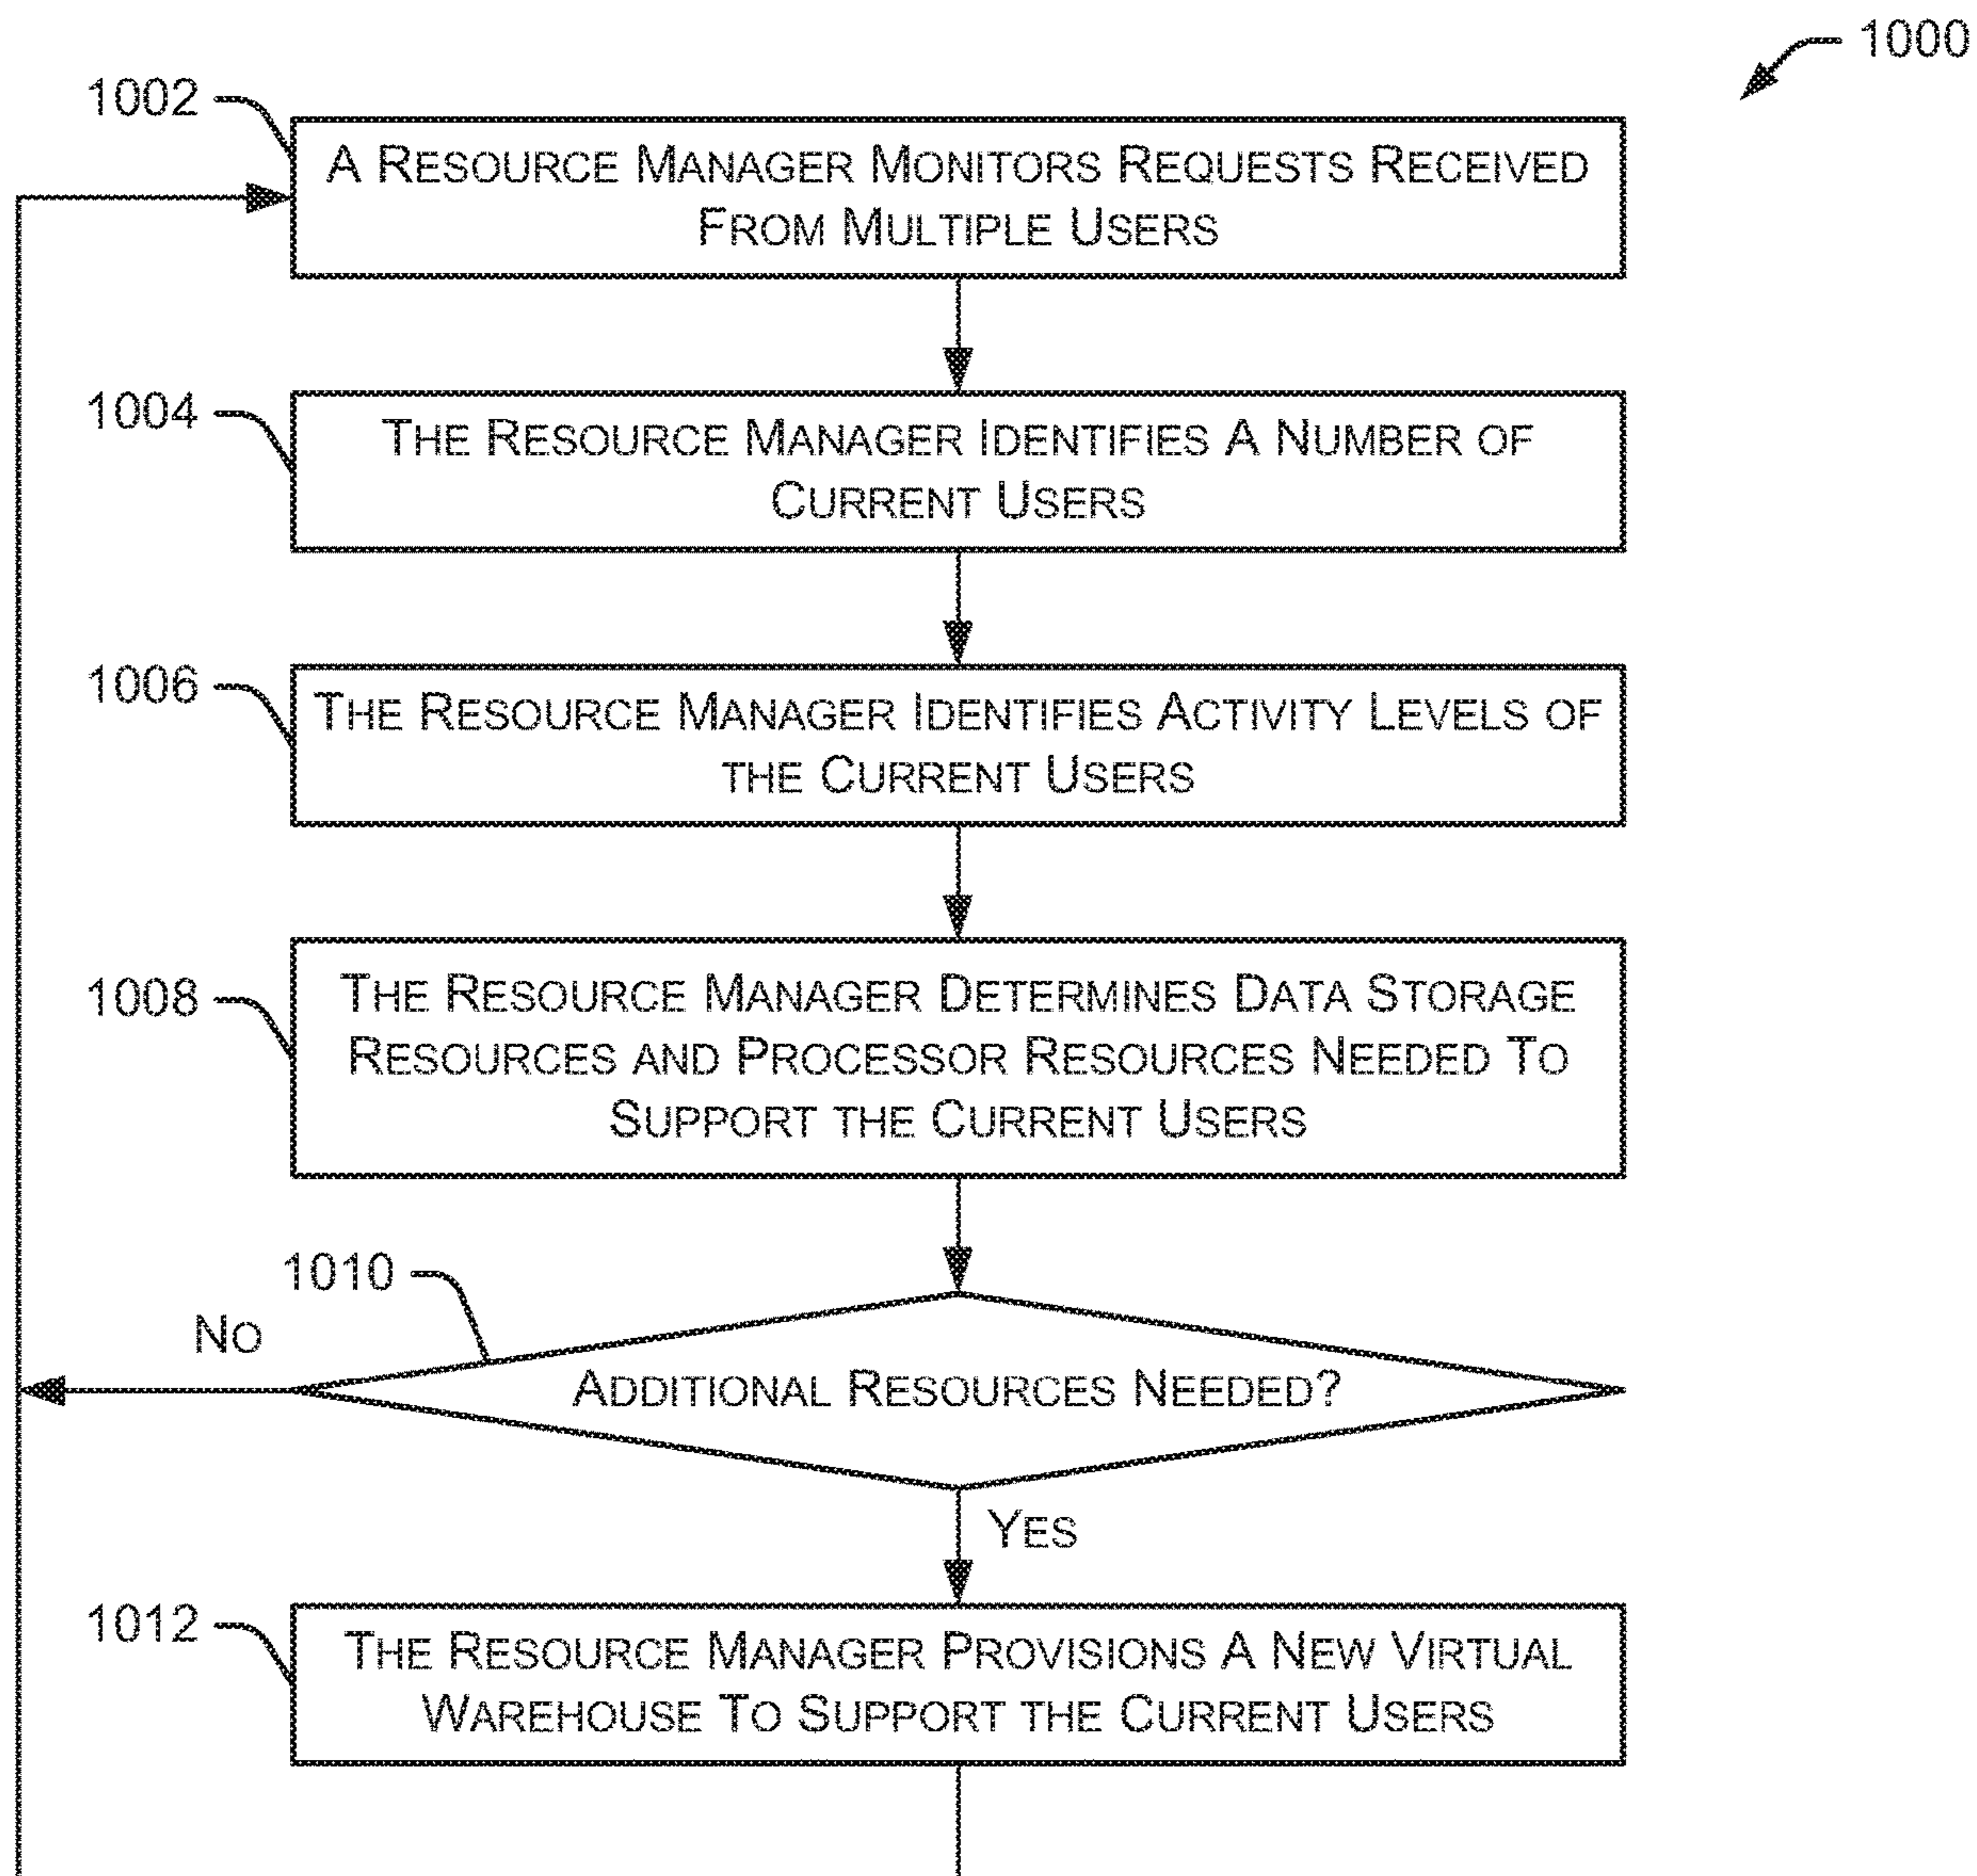 1000
1002
A RESOURCE MANAGER MONITORS REQUESTS RECEIVED
FROM MULTIPLE USERS
1004
THE RESOURCE MANAGER IDENTIFIES A NUMBER OF
CURRENT USERS
1006
THE RESOURCE MANAGER IDENTIFIES ACTIVITY LEVELS OF
THE CURRENT USERS
1008
THE RESOURCE MANAGER DETERMINES DATA STORAGE
RESOURCES AND PROCESSOR RESOURCES NEEDED TO
SUPPORT THE CURRENT USERS
1010
NO
ADDITIONAL RESOURCES NEEDED?
YES
1012
THE RESOURCE MANAGER PROVISIONS A NEW VIRTUAL
WAREHOUSE TO SUPPORT THE CURRENT USERS